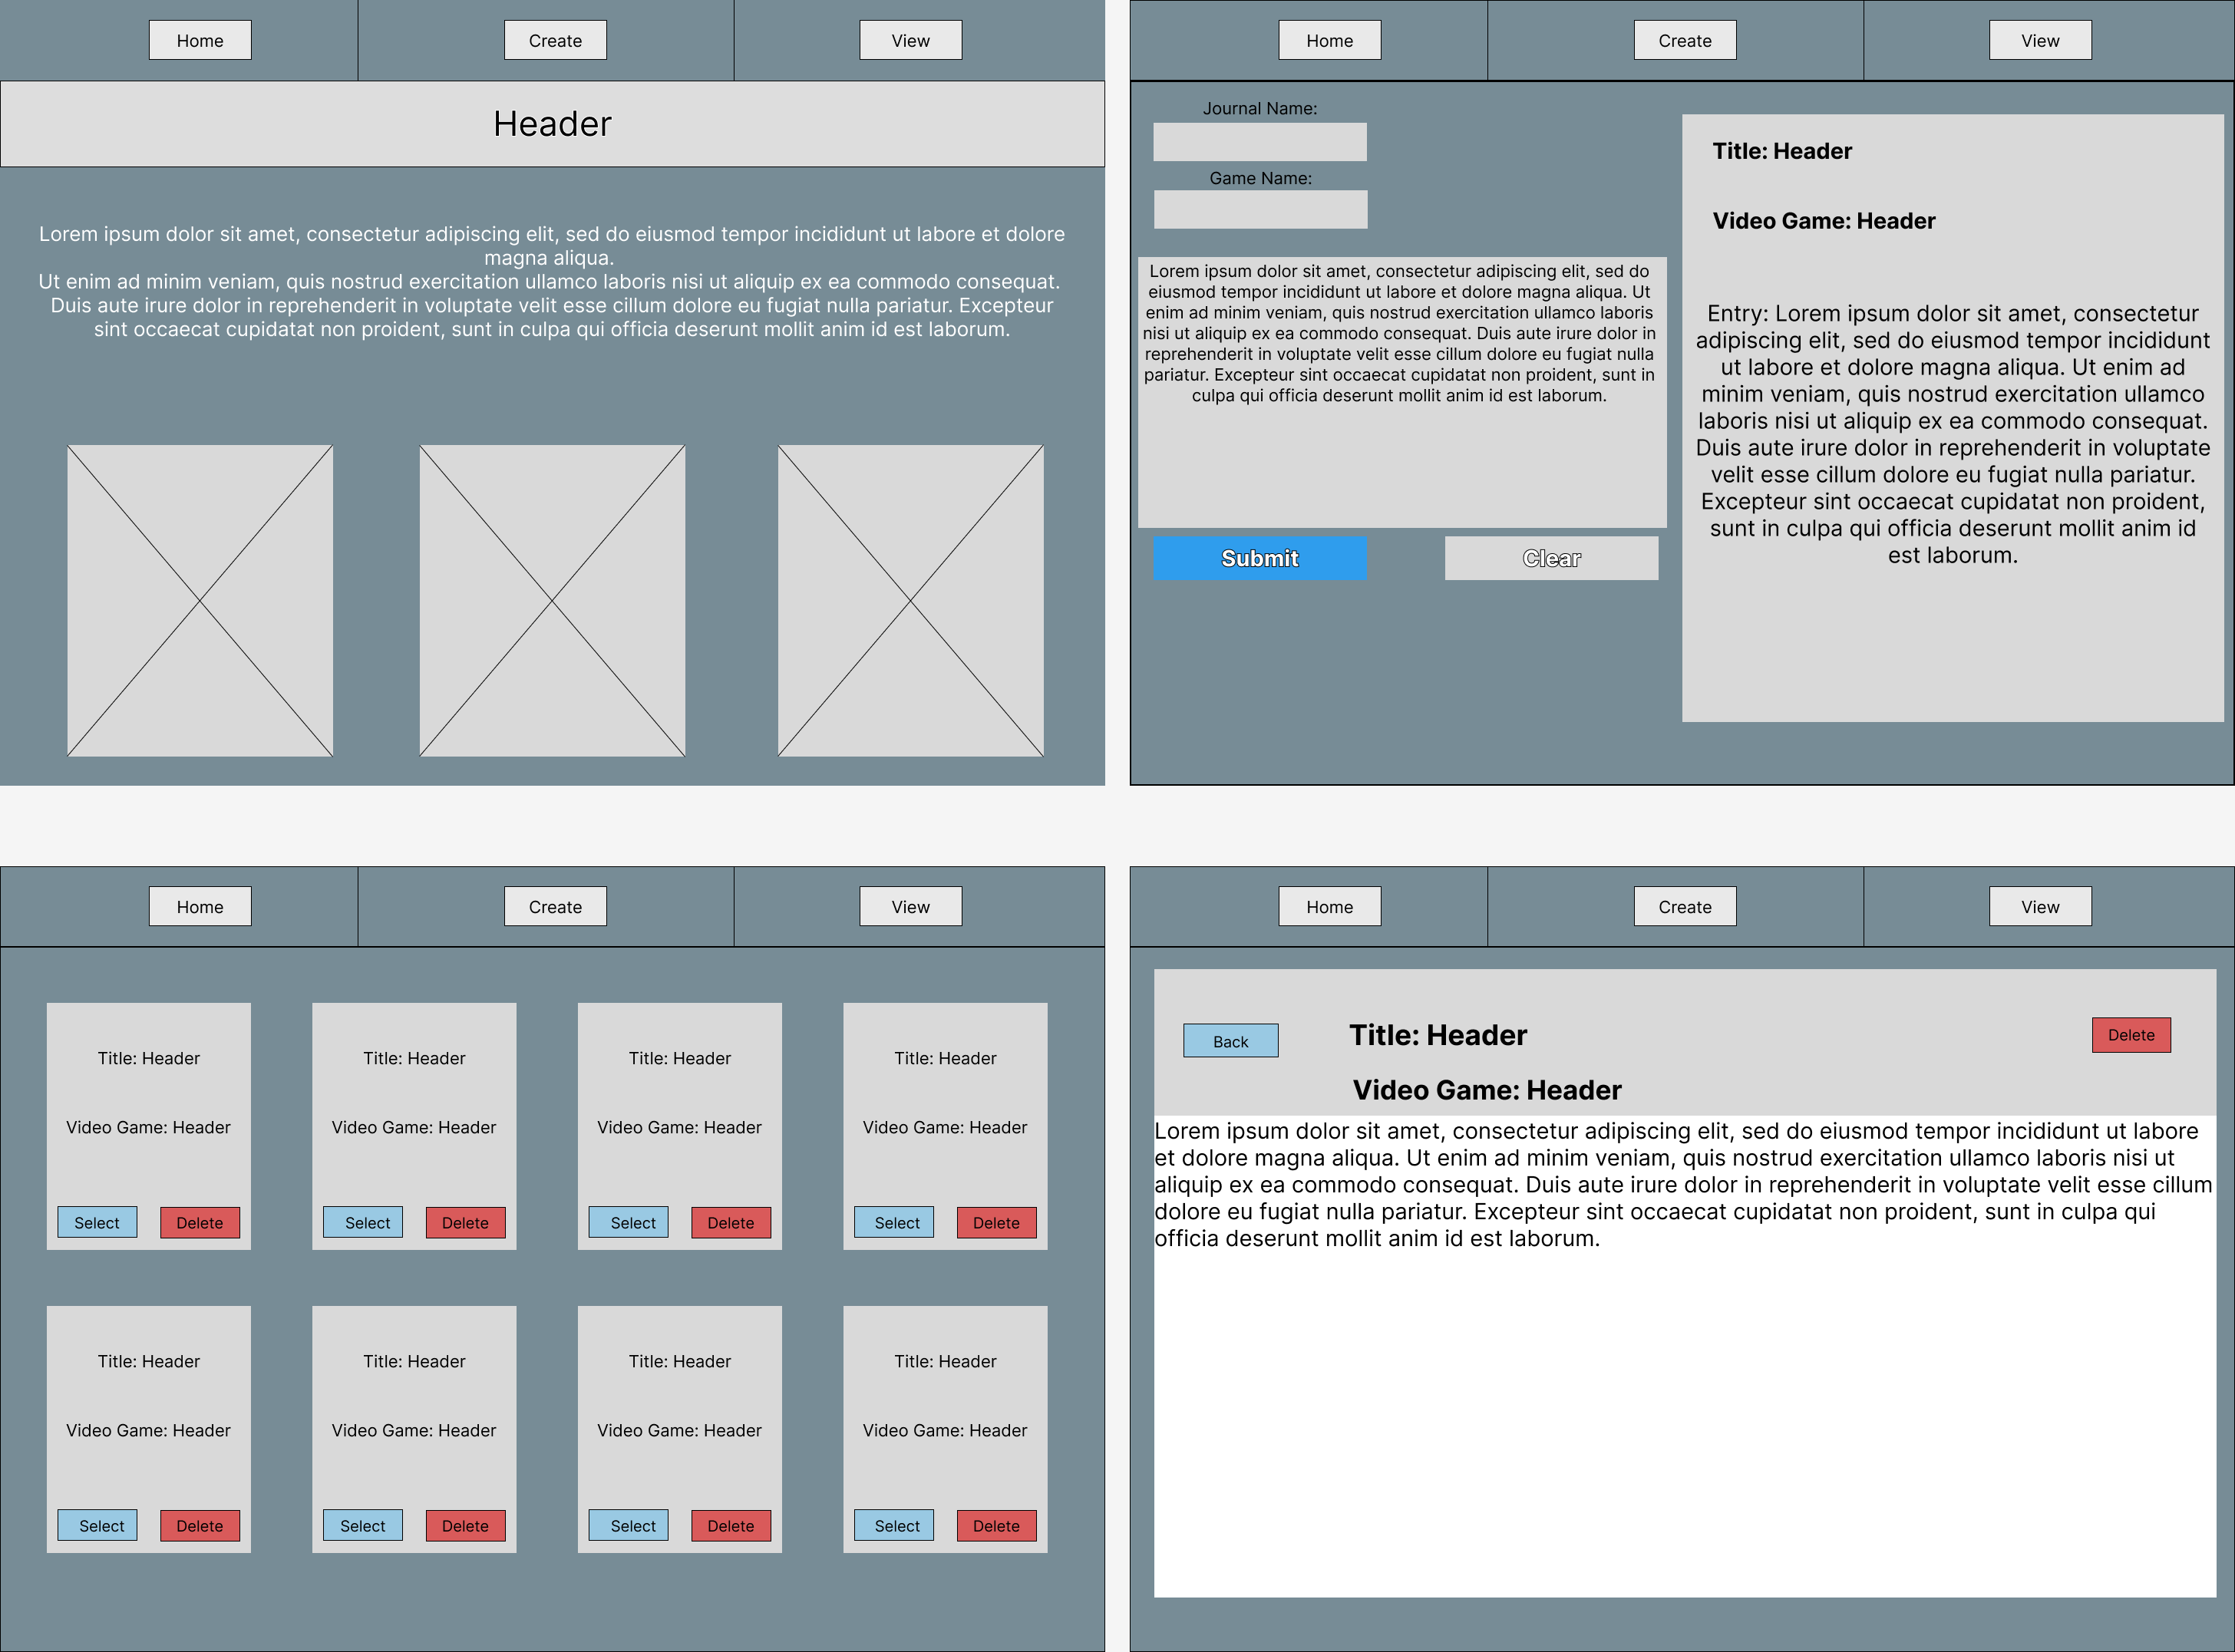 Home
Create
View
Header
Lorem ipsum dolor sit amet, consectetur adipiscing elit, sed do eiusmod tempor incididunt ut labore et dolore
magna aliqua.
Ut enim ad minim veniam, quis nostrud exercitation ullamco laboris nisi ut aliquip ex ea commodo consequat.
Duis aute irure dolor in reprehenderit in voluptate velit esse cillum dolore eu fugiat nulla pariatur. Excepteur
sint occaecat cupidatat non proident, sunt in culpa qui officia deserunt mollit anim id est laborum.
Home
Create
View
Journal Name:
Game Name:
Lorem ipsum dolor sit amet, consectetur adipiscing elit, sed do
eiusmod tempor incididunt ut labore et dolore magna aliqua. Ut
enim ad minim veniam, quis nostrud exercitation ullamco laboris
nisi ut aliquip ex ea commodo consequat. Duis aute irure dolor in
reprehenderit in voluptate velit esse cillum dolore eu fugiat nulla
pariatur. Excepteur sint occaecat cupidatat non proident, sunt in
culpa qui officia deserunt mollit anim id est laborum.
Submit
Clear
Title: Header
Video Game: Header
Entry: Lorem ipsum dolor sit amet, consectetur
adipiscing elit, sed do eiusmod tempor incididunt
ut labore et dolore magna aliqua. Ut enim ad
minim veniam, quis nostrud exercitation ullamco
laboris nisi ut aliquip ex ea commodo consequat.
Duis aute irure dolor in reprehenderit in voluptate
velit esse cillum dolore eu fugiat nulla pariatur.
Excepteur sint occaecat cupidatat non proident,
sunt in culpa qui officia deserunt mollit anim id
est laborum.
Home
Create
View
Title: Header
Video Game: Header
Select
Delete
Title: Header
Video Game: Header
Select
Delete
Title: Header
Video Game: Header
Select
Delete
Title: Header
Video Game: Header
Select
Delete
Title: Header
Video Game: Header
Select
Delete
Title: Header
Video Game: Header
Select
Delete
Title: Header
Video Game: Header
Select
Delete
Title: Header
Video Game: Header
Select
Delete
Home
Create
View
Back
Title: Header
Delete
Video Game: Header
Lorem ipsum dolor sit amet, consectetur adipiscing elit, sed do eiusmod tempor incididunt ut labore
et dolore magna aliqua. Ut enim ad minim veniam, quis nostrud exercitation ullamco laboris nisi ut
aliquip ex ea commodo consequat. Duis aute irure dolor in reprehenderit in voluptate velit esse cillum
dolore eu fugiat nulla pariatur. Excepteur sint occaecat cupidatat non proident, sunt in culpa qui
officia deserunt mollit anim id est laborum.